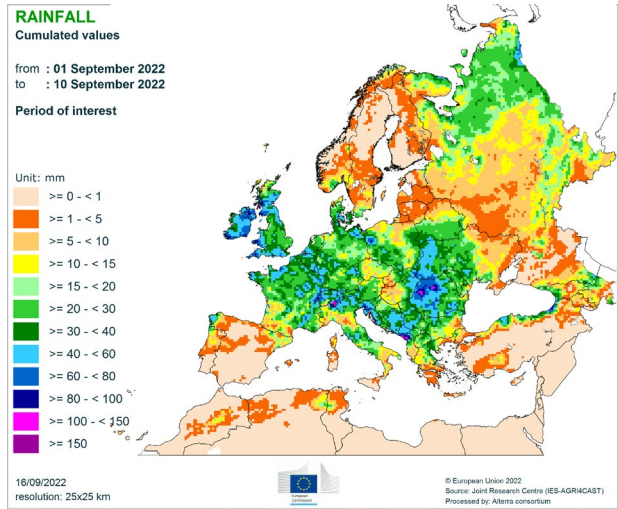 RAINFALL
Cumulated values
from : 01 September 2022
to : 10 September 2022
Period of interest
Unit: mm
>= 0 - < 1
>= 1 - < 5
>= 5 - < 10
>= 10 - < 15
>= 15 - < 20
>= 20 - < 30
>= 30 - < 40
>= 40 - < 60
>= 60 - < 80
>= 80 - < 100
>= 100 - < 150
>= 150
16/09/2022
resolution: 25x25 km
European
Commission
© European Union 2022
Source: Joint Research Centre (IES-AGRI4CAST)
Processed by: Alterra consortium